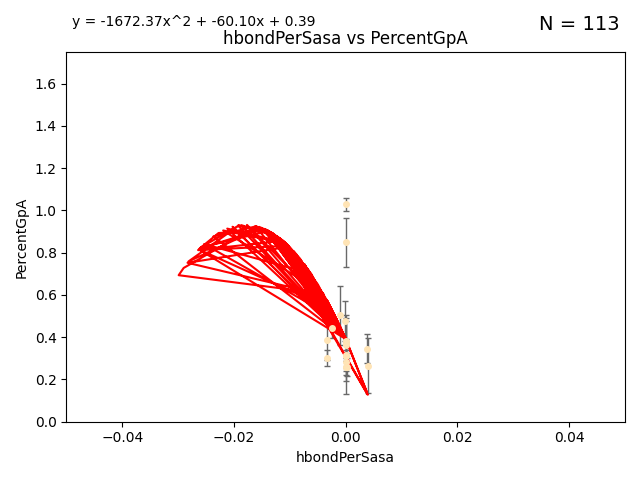 y = -1672.37x^2 + -60.10x + 0.39
N = 113
hbondPerSasa vs PercentGpA
1.6
1.4
1.2
1.0
0.8
0.6
0.4
0.2
0.0
PercentGpA
−0.04
−0.02
0.00
0.02
0.04
hbondPerSasa